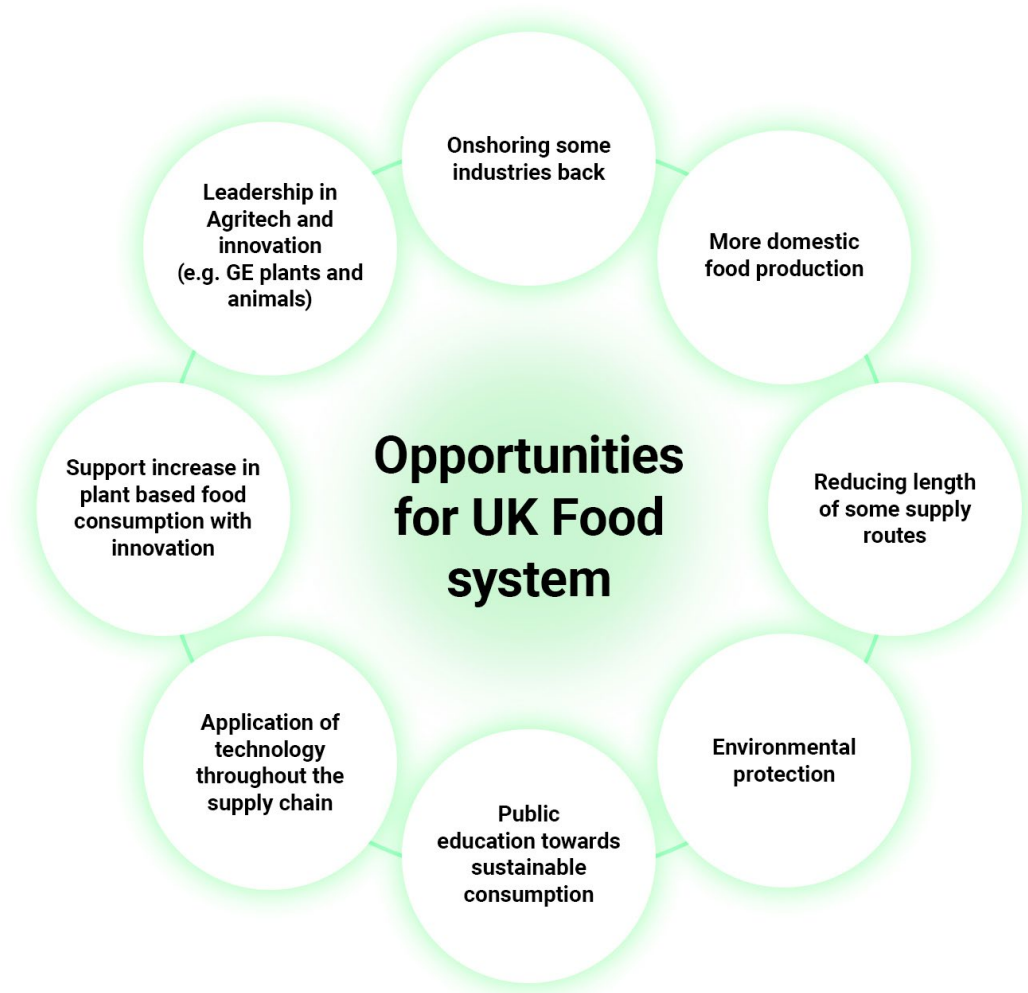 Opportunities
for UK Food
system
Onshoring some
industries back
More domestic
food production
Reducing length
of some supply
routes
Environmental
protection
Public
education towards
sustainable
consumption
Application of
technology
throughout the
supply chain
Support increase in
plant based food
consumption with
innovation
Leadership in
Agritech and
innovation
(e.g. GE plants and
animals)